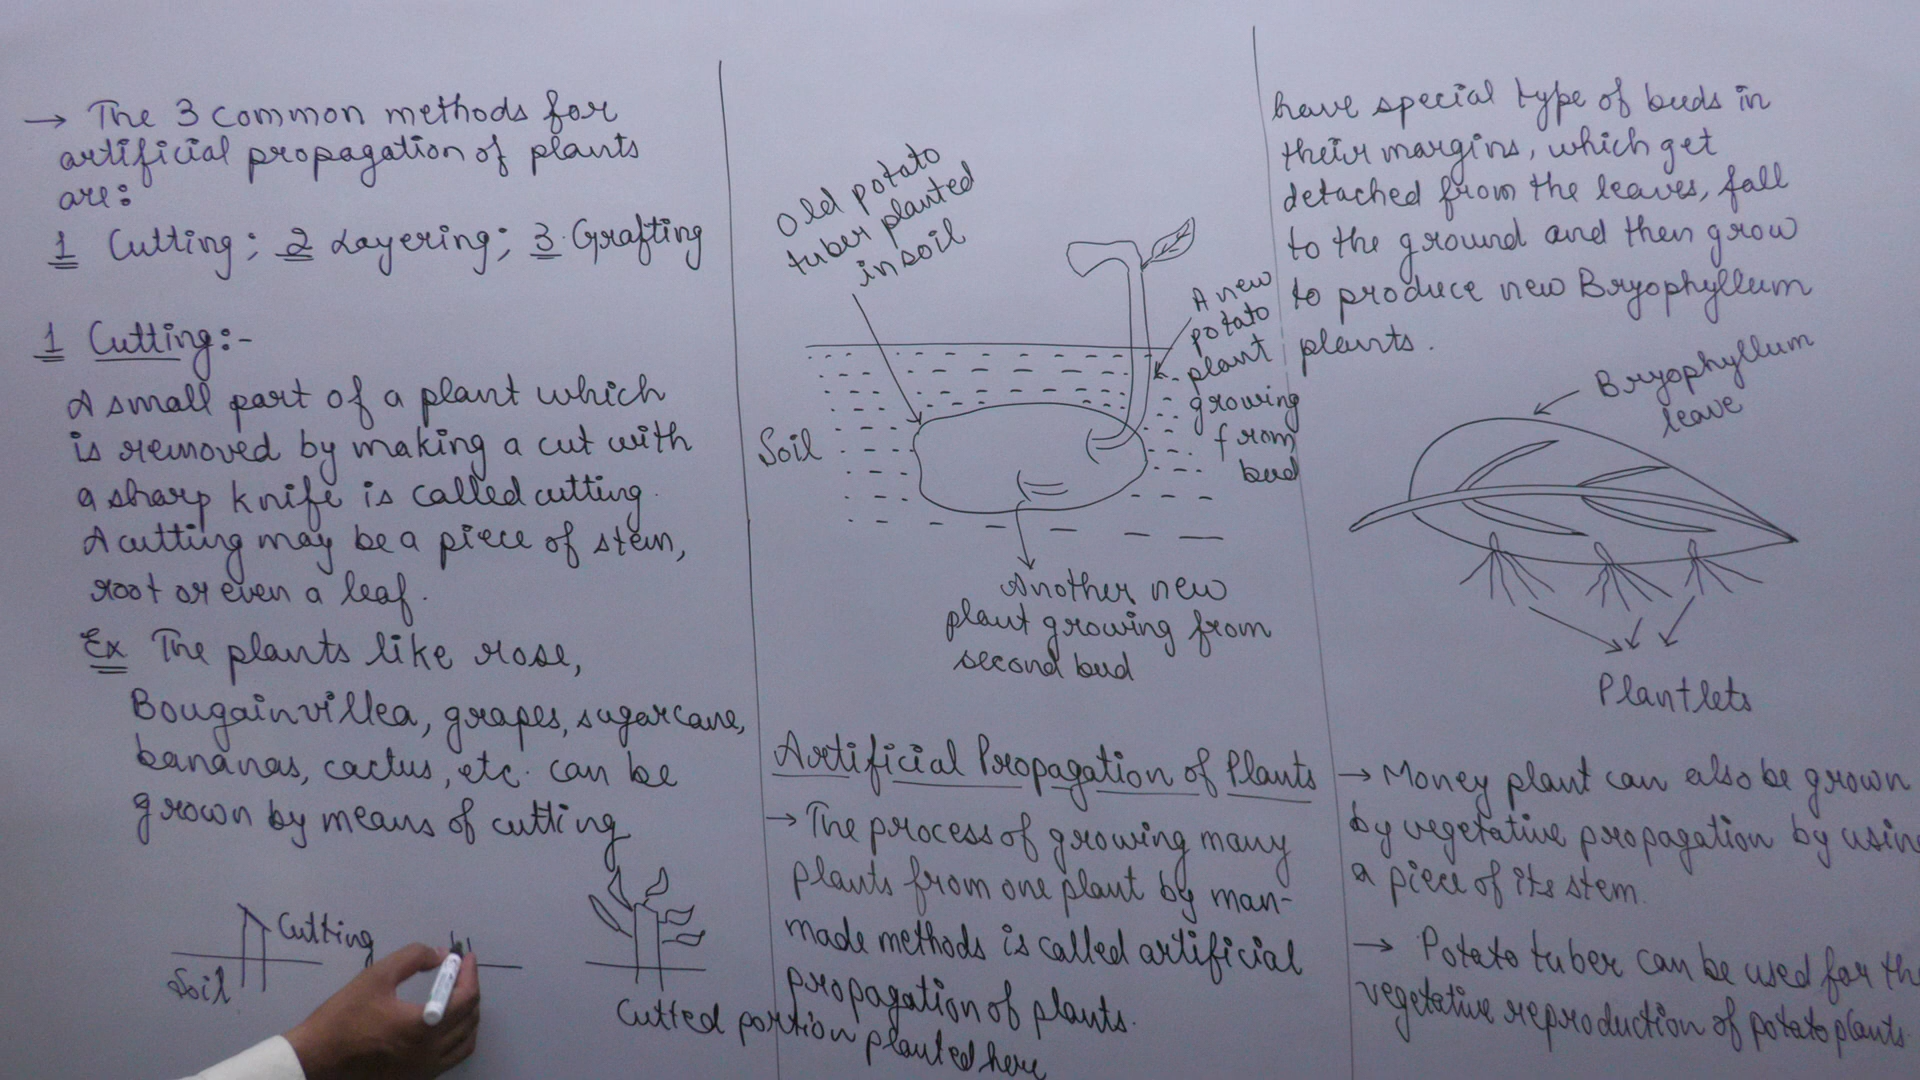 → The 3 common methods for
artificial propagation of plants
are:
1 Cutting; 2 Layering; 3. Grafting
1 Cutting:-
A small part of a plant which
is removed by making a cut with
a sharp knife is called cutting.
A cutting may be a piece of stem,
root or even a leaf.
Ex The plants like rose,
Bougainvillea, grapes, sugarcane,
bananas, cactus, etc. can be
grown by means of cutting
Cutting
Soil
Cutted portion planted here
Old potato
tuber planted
in soil
A new
potato
plant
growing
from
bud
Soil
Another new
plant growing from
second bud
Artificial Propagation of Plants
→ The process of growing many
plants from one plant by man-
made methods is called artificial
propagation of plants.
have special type of buds in
their margins, which get
detached from the leaves, fall
to the ground and then grow
to produce new Bryophyllum
plants.
Bryophyllum
leave
Plantlets
→ Money plant can also be grown
by vegetative propagation by using
a piece of its stem.
→ Potato tuber can be used for th
vegetative reproduction of potato plants.